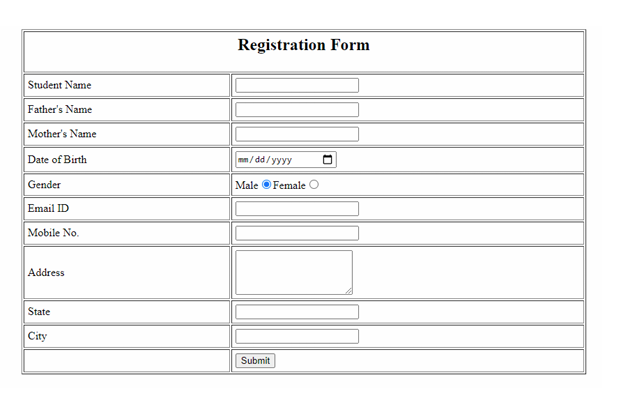 Registration Form
Student Name
Father's Name
Mother's Name
Date of Birth mm/dd/yyyy
Gender Male Female
Email ID
Mobile No.
Address
State
City
Submit